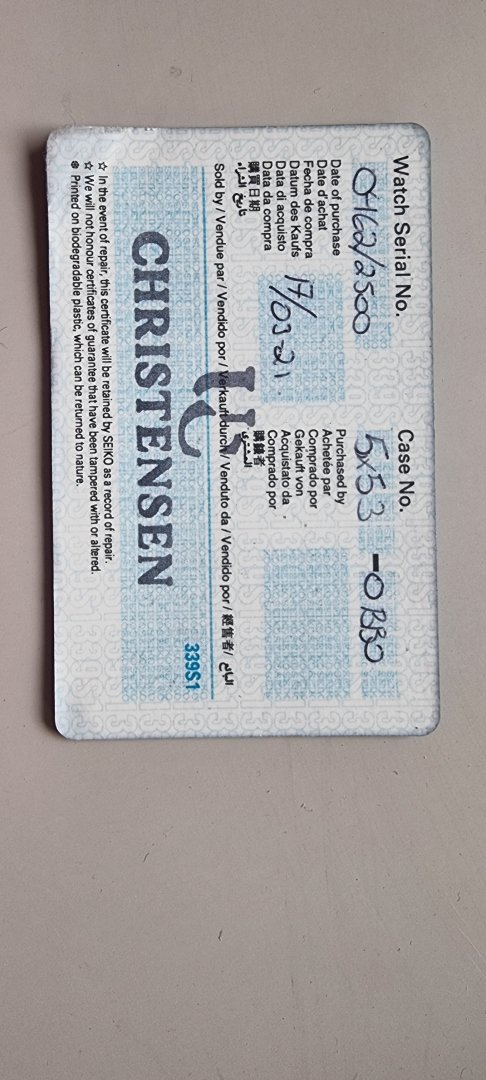 Watch Serial No.
Case No.
0162/2500
5x53-0BB0
Date of purchase
Date d'achat
Fecha de compra
Datum des Kaufs
Data di acquisto
Data da compra
購買日期
تاريخ الشراء
17/03-21.
Purchased by
Achetée par
Comprado por
Gekauft von
Acquistato da
Comprado por
購錶者
المشتري
Sold by / Vendue par / Vendido por / Verkauft durch / Venduto da / Vendido por / 經售者/ البائع
339S1
CHRISTENSEN
☆ In the event of repair, this certificate will be retained by SEIKO as a record of repair.
☆ We will not honour certificates of guarantee that have been tampered with or altered.
Printed on biodegradable plastic, which can be returned to nature.